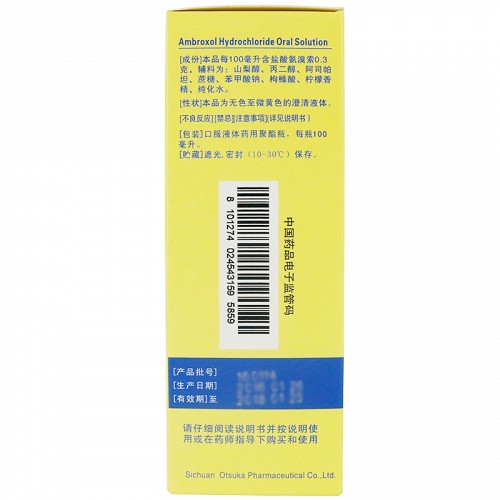 Ambroxol Hydrochloride Oral Solution
[成份]本品每100毫升含盐酸氨溴索0.3
克，辅料为：山梨醇、丙二醇、阿司帕
坦、蔗糖、苯甲酸钠、枸橼酸、柠檬香
精、纯化水。
[性状]本品为无色至微黄色的澄清液体。
[不良反应][禁忌][注意事项](详见说明书)
[包装]口服液体药用聚酯瓶，每瓶100
毫升。
[贮藏]遮光,密封(10-30℃)保存。
中国药品电子监管码
8 101274 024543159 5859
[产品批号]
[生产日期]
[有效期]至
请仔细阅读说明书并按说明使用
或在药师指导下购买和使用
Sichuan Otsuka Pharmaceutical Co.,Ltd.